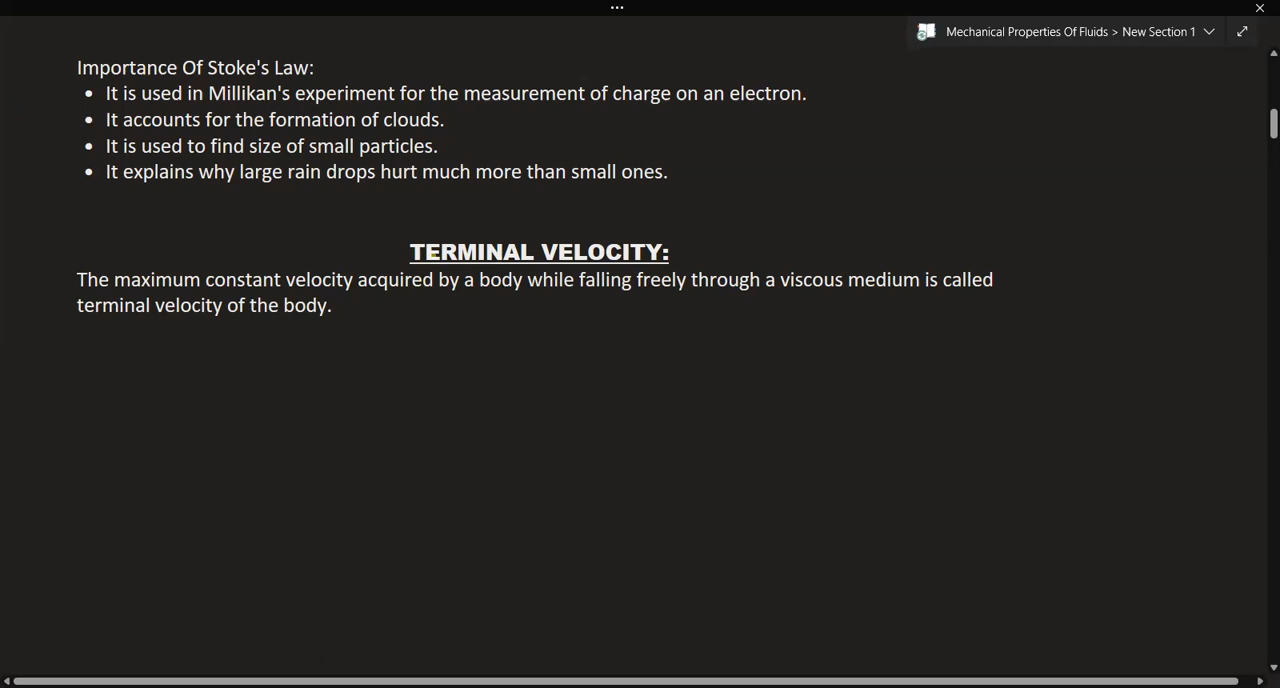 Mechanical Properties Of Fluids > New Section 1
Importance Of Stoke's Law:
• It is used in Millikan's experiment for the measurement of charge on an electron.
• It accounts for the formation of clouds.
• It is used to find size of small particles.
• It explains why large rain drops hurt much more than small ones.
TERMINAL VELOCITY:
The maximum constant velocity acquired by a body while falling freely through a viscous medium is called
terminal velocity of the body.